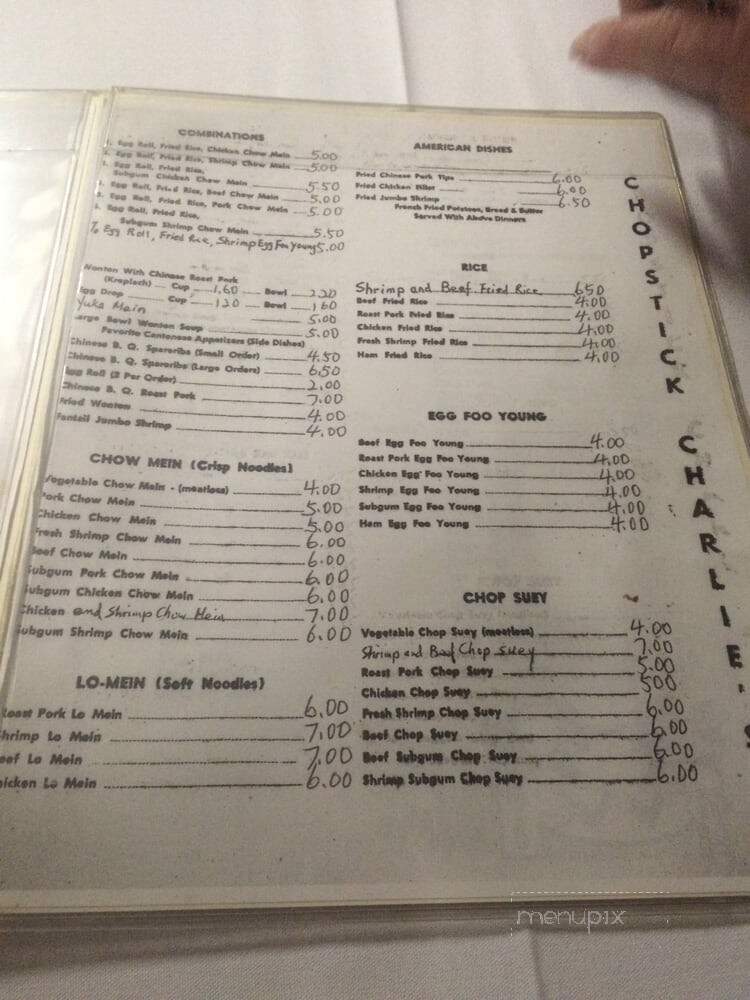 COMBINATIONS
1. Egg Roll, Fried Rice, Chicken Chow Mein 5.00
2. Egg Roll, Fried Rice, Shrimp Chow Mein 5.00
3. Egg Roll, Fried Rice,
Subgum Chicken Chow Mein 5.50
4. Egg Roll, Fried Rice, Beef Chow Mein 5.00
5. Egg Roll, Fried Rice, Pork Chow Mein 5.00
6. Egg Roll, Fried Rice,
Subgum Shrimp Chow Mein 5.50
7. Egg Roll, Fried Rice, Shrimp Egg Foo Young 5.00
Wonton With Chinese Roast Pork
(Kreplach) Cup 1.60 Bowl 2.20
Egg Drop Cup 1.20 Bowl 1.60
Yuka Mein 5.00
Large Bowl Wonton Soup 5.00
Favorite Cantonese Appetizers (Side Dishes)
Chinese B. Q. Spareribs (Small Order) 4.50
Chinese B. Q. Spareribs (Large Orders) 6.50
Egg Roll (2 Per Order) 2.00
Chinese B. Q. Roast Pork 7.00
Fried Wonton 4.00
Fantail Jumbo Shrimp 4.00
CHOW MEIN (Crisp Noodles)
Vegetable Chow Mein - (meatless) 4.00
Pork Chow Mein 5.00
Chicken Chow Mein 5.00
Fresh Shrimp Chow Mein 6.00
Beef Chow Mein 6.00
Subgum Pork Chow Mein 6.00
Subgum Chicken Chow Mein 6.00
Chicken and Shrimp Chow Mein 7.00
Subgum Shrimp Chow Mein 6.00
LO-MEIN (Soft Noodles)
Roast Pork Lo Mein 6.00
Shrimp Lo Mein 7.00
Beef Lo Mein 7.00
Chicken Lo Mein 6.00
AMERICAN DISHES
Fried Chinese Pork Tips 6.00
Fried Chicken Fillet 6.00
Fried Jumbo Shrimp 6.50
French Fried Potatoes, Bread & Butter
Served With Above Dinners
RICE
Shrimp and Beef Fried Rice 6.50
Beef Fried Rice 4.00
Roast Pork Fried Rice 4.00
Chicken Fried Rice 4.00
Fresh Shrimp Fried Rice 4.00
Ham Fried Rice 4.00
EGG FOO YOUNG
Beef Egg Foo Young 4.00
Roast Pork Egg Foo Young 4.00
Chicken Egg Foo Young 4.00
Shrimp Egg Foo Young 4.00
Subgum Egg Foo Young 4.00
Ham Egg Foo Young 4.00
CHOP SUEY
Vegetable Chop Suey (meatless) 4.00
Shrimp and Beef Chop Suey 7.00
Roast Pork Chop Suey 5.00
Chicken Chop Suey 500
Fresh Shrimp Chop Suey 6.00
Beef Chop Suey 6.00
Beef Subgum Chop Suey 6.00
Shrimp Subgum Chop Suey 6.00
CHOPSTICK CHARLIE'S
menupix